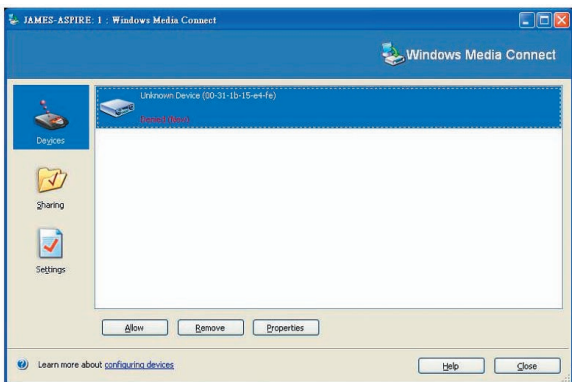 JAMES-ASPIRE: 1 : Windows Media Connect
Windows Media Connect
Unknown Device (00-31-1b-15-e4-fe)
Devices
Sharing
Settings
Allow
Remove
Properties
Learn more about configuring devices
Help
Close